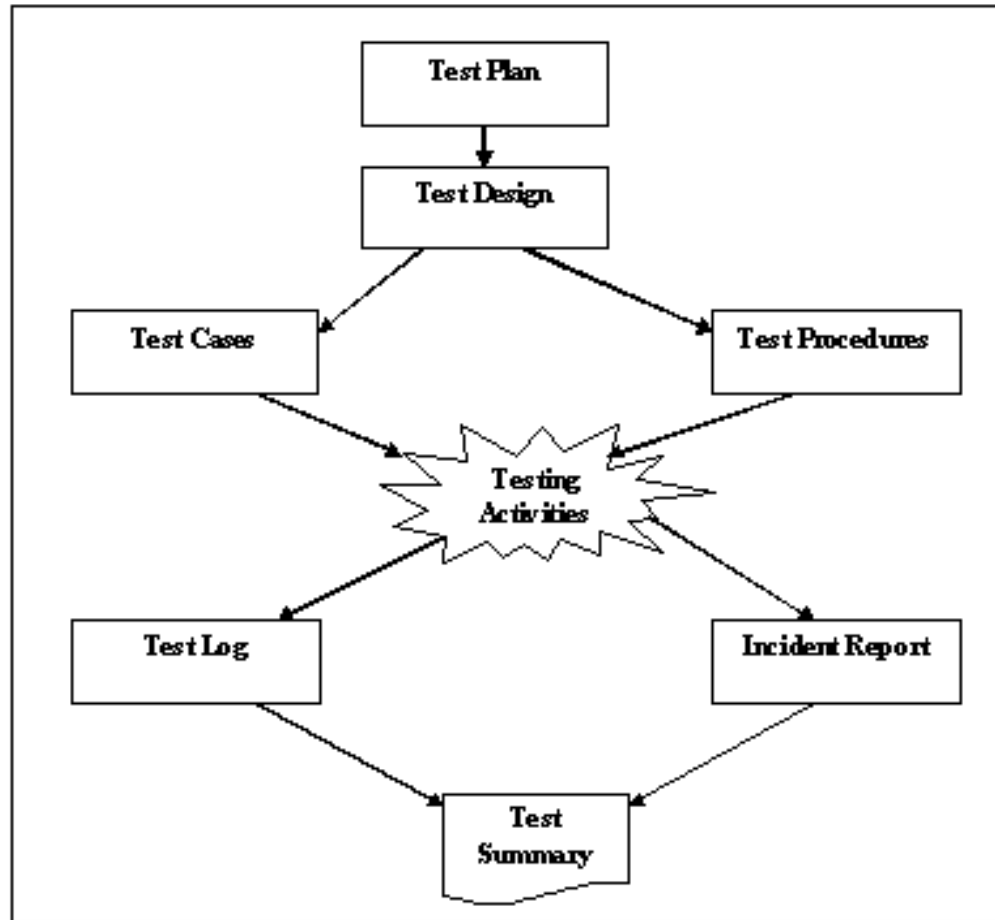 Test Plan
Test Design
Test Cases
Test Procedures
Testing
Activities
Test Log
Incident Report
Test
Summary